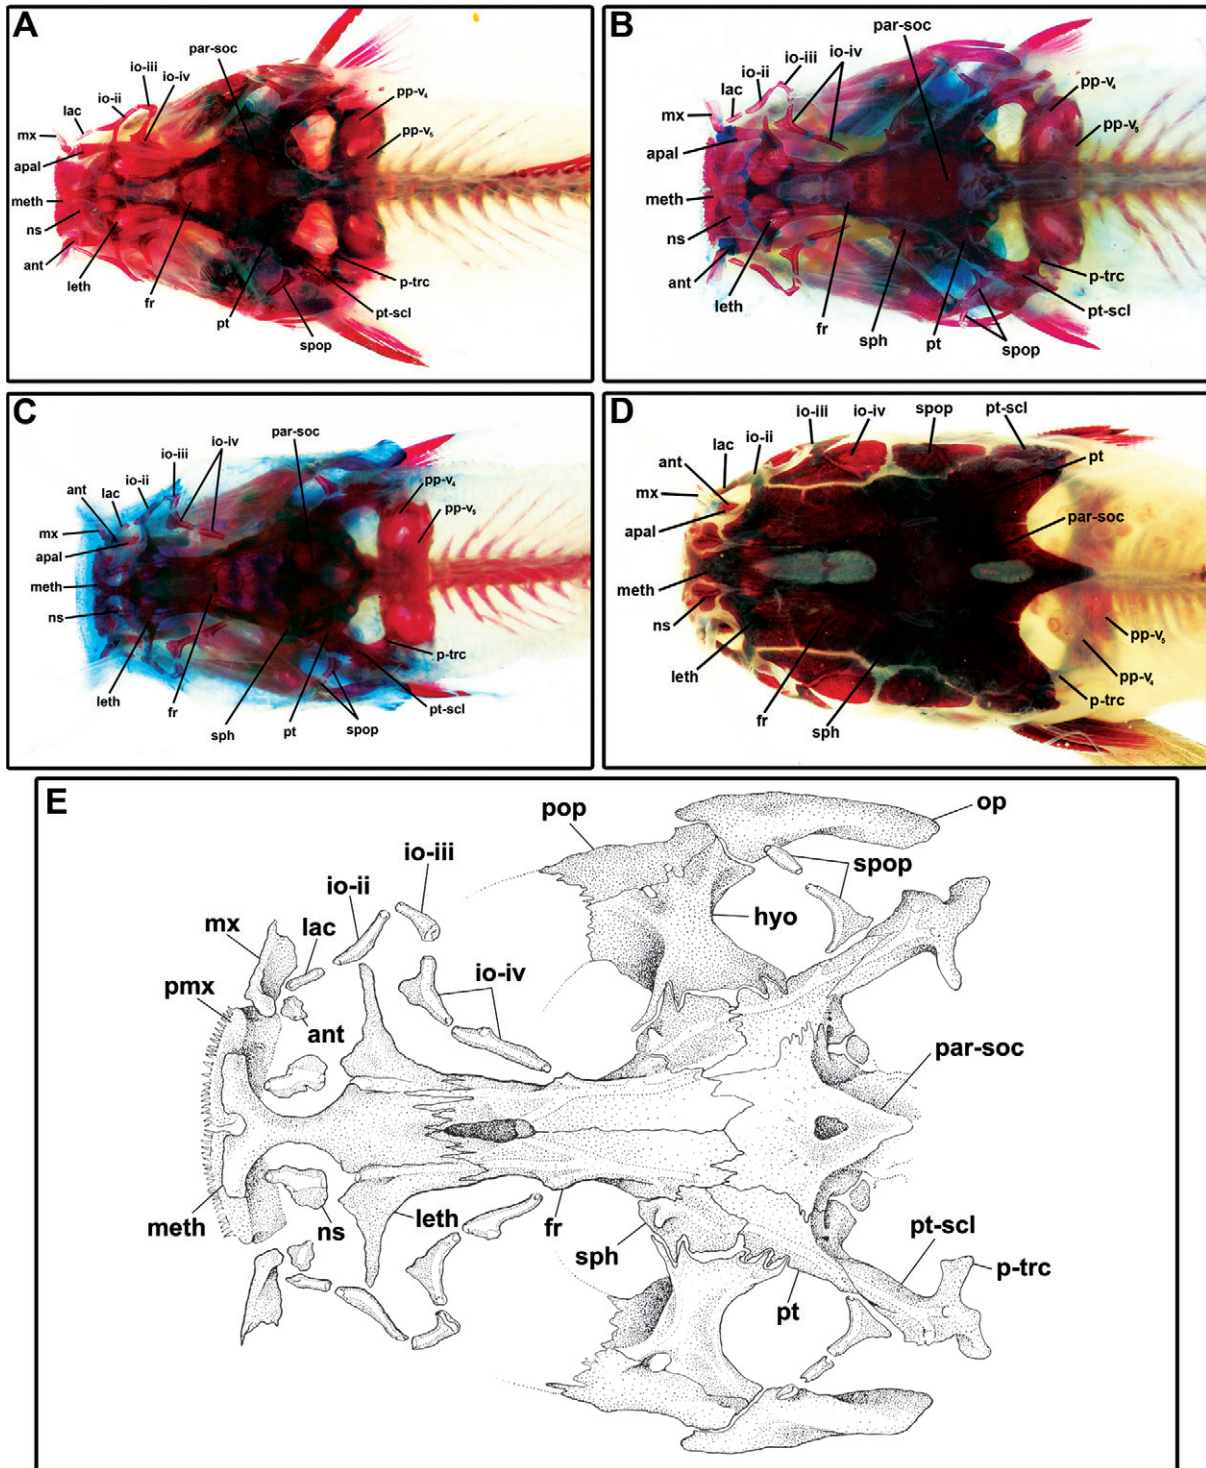 A
par-soc
io-iii
io-iv
io-ii
lac
mx
apal
meth
ns
ant
leth
fr
pt
spop
pt-scl
p-trc
pp-v4
pp-v5
B
par-soc
io-iii
io-iv
io-ii
lac
mx
apal
meth
ns
ant
leth
fr
sph
pt
spop
pt-scl
p-trc
pp-v4
pp-v5
C
par-soc
io-iv
io-iii
io-ii
lac
ant
mx
apal
meth
ns
leth
fr
sph
pt
spop
pt-scl
p-trc
pp-v4
pp-v5
D
io-iii
io-iv
spop
pt-scl
io-ii
lac
ant
mx
apal
meth
ns
leth
fr
sph
pt
par-soc
pp-v5
pp-v4
p-trc
E
pop
op
io-iii
spop
io-ii
hyo
mx
lac
io-iv
pmx
ant
par-soc
meth
ns
leth
fr
sph
pt
pt-scl
p-trc